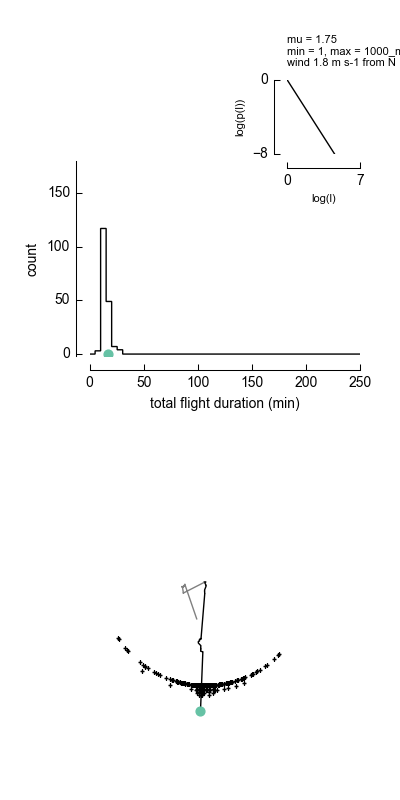 mu = 1.75
min = 1, max = 1000_m
wind 1.8 m s-1 from N
0
log(p(l))
−8
0 7
log(l)
150
100
count
50
0
0 50 100 150 200 250
total flight duration (min)